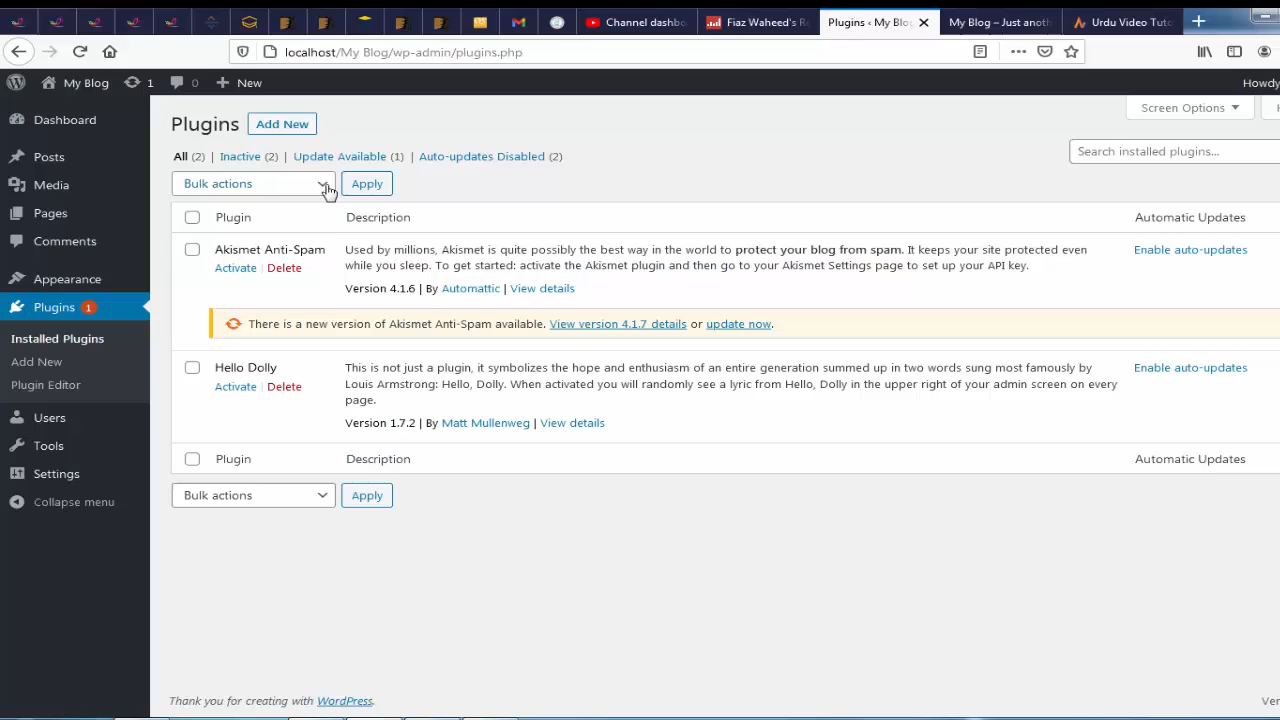 Channel dashbo
Fiaz Waheed's Re
Plugins ‹ My Blog
My Blog – Just anoth
Urdu Video Tuto
localhost/My Blog/wp-admin/plugins.php
My Blog
1
0
New
Howdy
Dashboard
Posts
Media
Pages
Comments
Appearance
Plugins 1
Installed Plugins
Add New
Plugin Editor
Users
Tools
Settings
Collapse menu
Screen Options
Plugins
Add New
All (2) | Inactive (2) | Update Available (1) | Auto-updates Disabled (2)
Search installed plugins...
Bulk actions
Apply
Plugin
Description
Automatic Updates
Akismet Anti-Spam
Activate | Delete
Used by millions, Akismet is quite possibly the best way in the world to protect your blog from spam. It keeps your site protected even
while you sleep. To get started: activate the Akismet plugin and then go to your Akismet Settings page to set up your API key.
Version 4.1.6 | By Automattic | View details
Enable auto-updates
There is a new version of Akismet Anti-Spam available. View version 4.1.7 details or update now.
Hello Dolly
Activate | Delete
This is not just a plugin, it symbolizes the hope and enthusiasm of an entire generation summed up in two words sung most famously by
Louis Armstrong: Hello, Dolly. When activated you will randomly see a lyric from Hello, Dolly in the upper right of your admin screen on every
page.
Version 1.7.2 | By Matt Mullenweg | View details
Enable auto-updates
Plugin
Description
Automatic Updates
Bulk actions
Apply
Thank you for creating with WordPress.
Ver